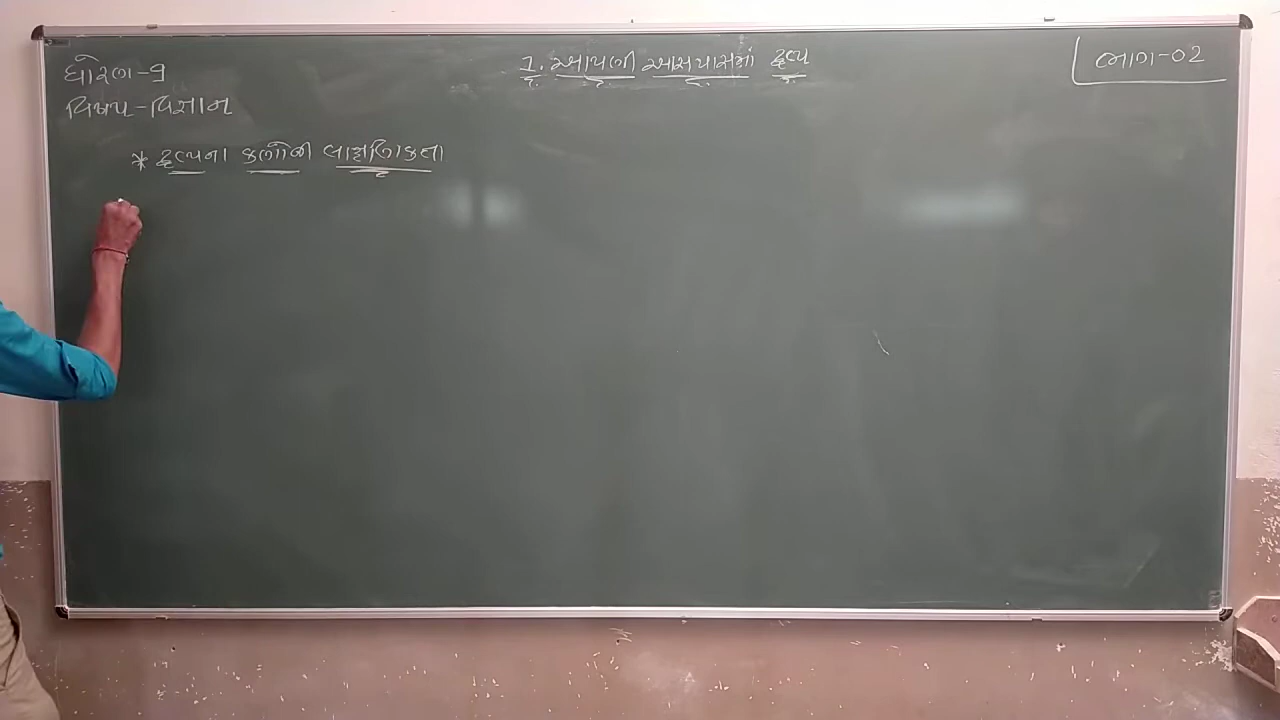 ધોરણ-9
1. આપણી આસપાસમાં દ્રવ્ય
ભાગ-02
વિષય-વિજ્ઞાન
* દ્રવ્યના કણોની લાક્ષણિકતા